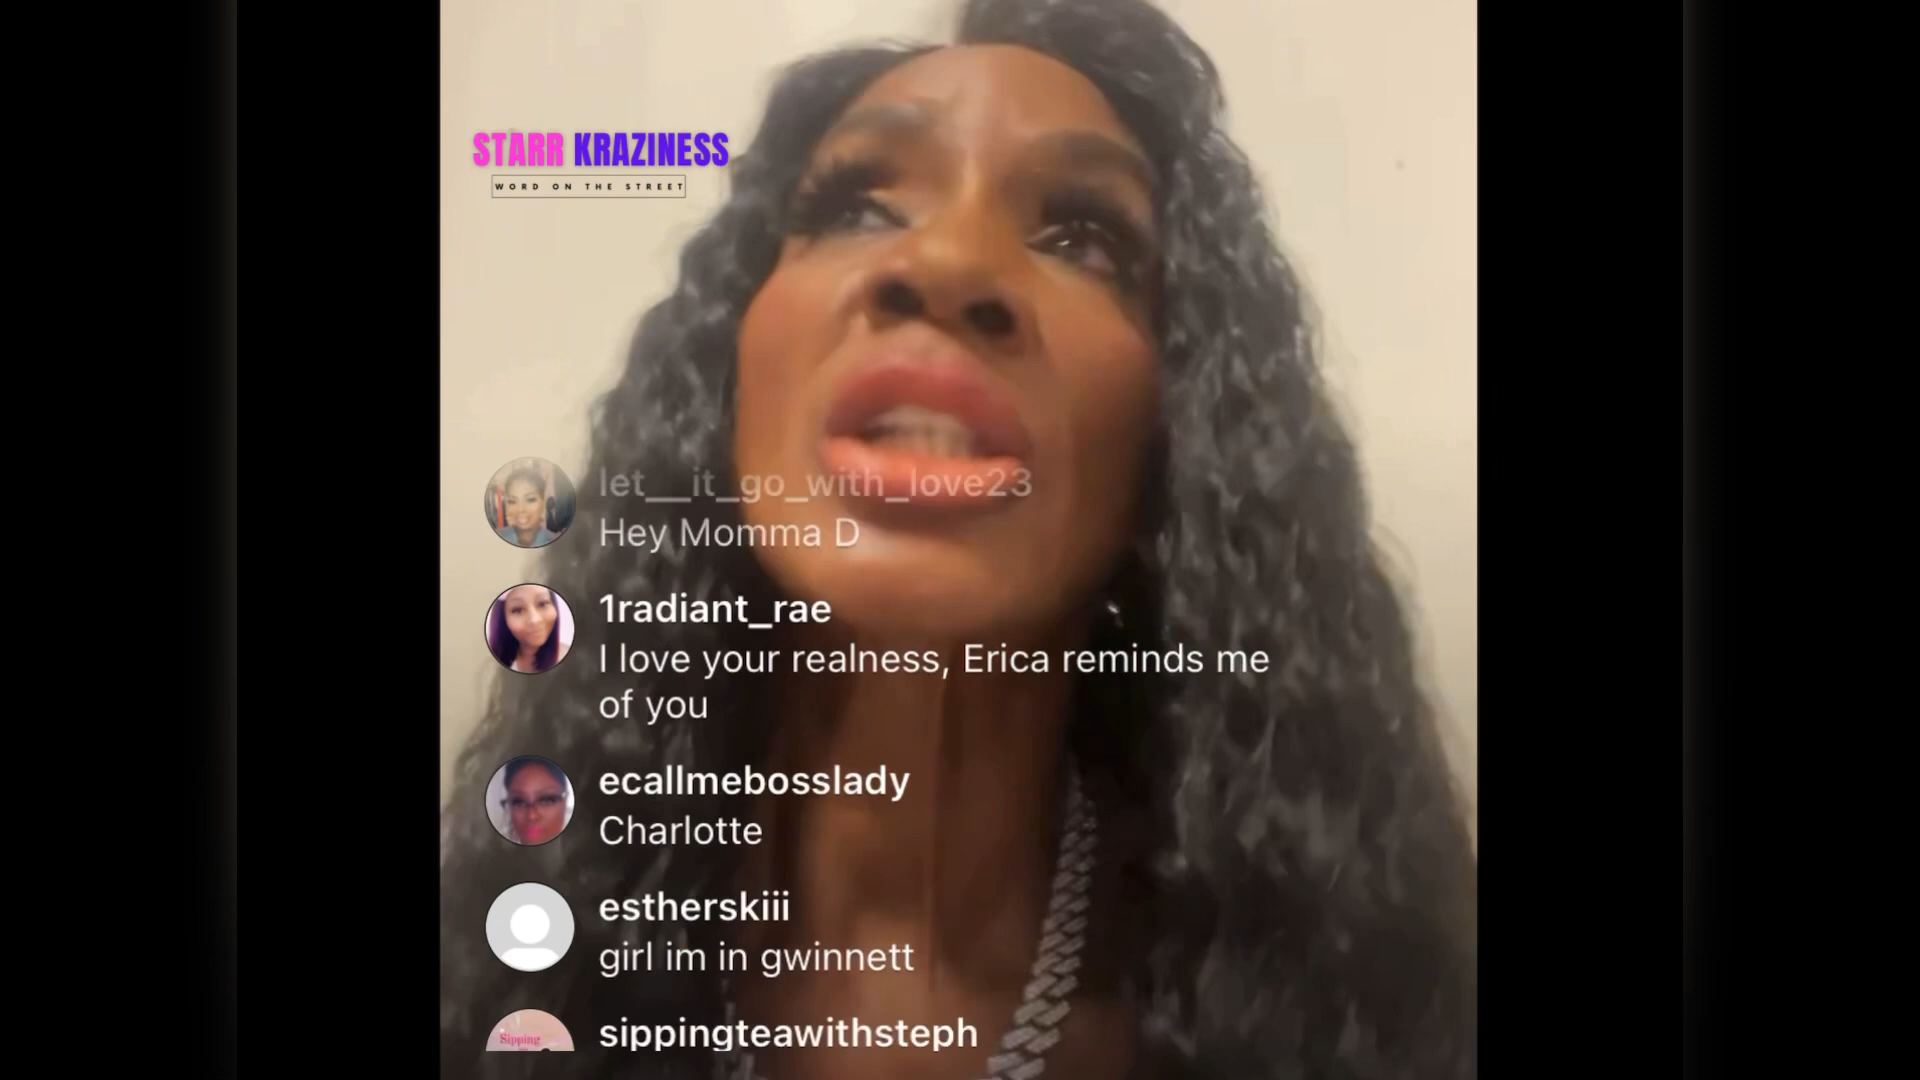 STARR KRAZINESS
WORD ON THE STREET
let__it_go_with_love23
Hey Momma D
1radiant_rae
I love your realness, Erica reminds me
of you
ecallmebosslady
Charlotte
estherskiii
girl im in gwinnett
Sipping
sippingteawithsteph